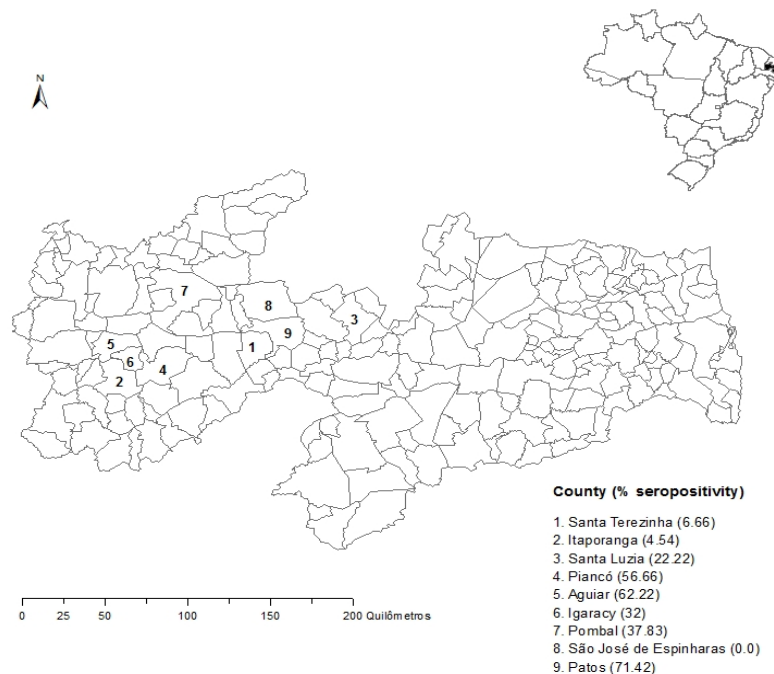 N
7
8
3
5
9
1
6
4
2
County (% seropositivity)
1. Santa Terezinha (6.66)
2. Itaporanga (4.54)
3. Santa Luzia (22.22)
4. Piancó (56.66)
5. Aguiar (62.22)
6. Igaracy (32)
7. Pombal (37.83)
8. São José de Espinharas (0.0)
9. Patos (71.42)
0 25 50 100 150 200 Quilômetros